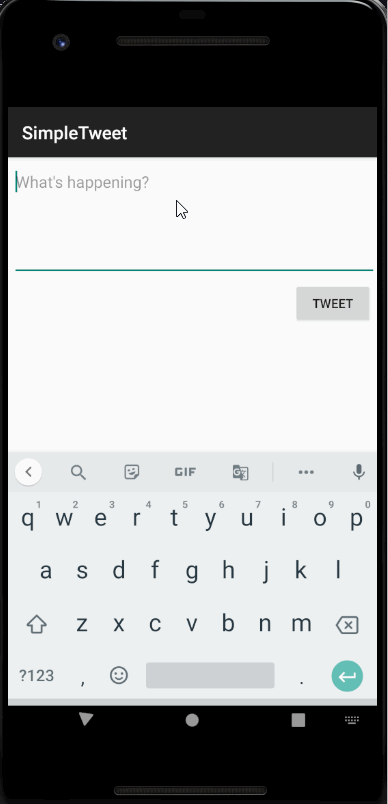 SimpleTweet
What's happening?
TWEET
GIF
1 2 3 4 5 6 7 8 9 0
q w e r t y u i o p
a s d f g h j k l
z x c v b n m
?123 , .